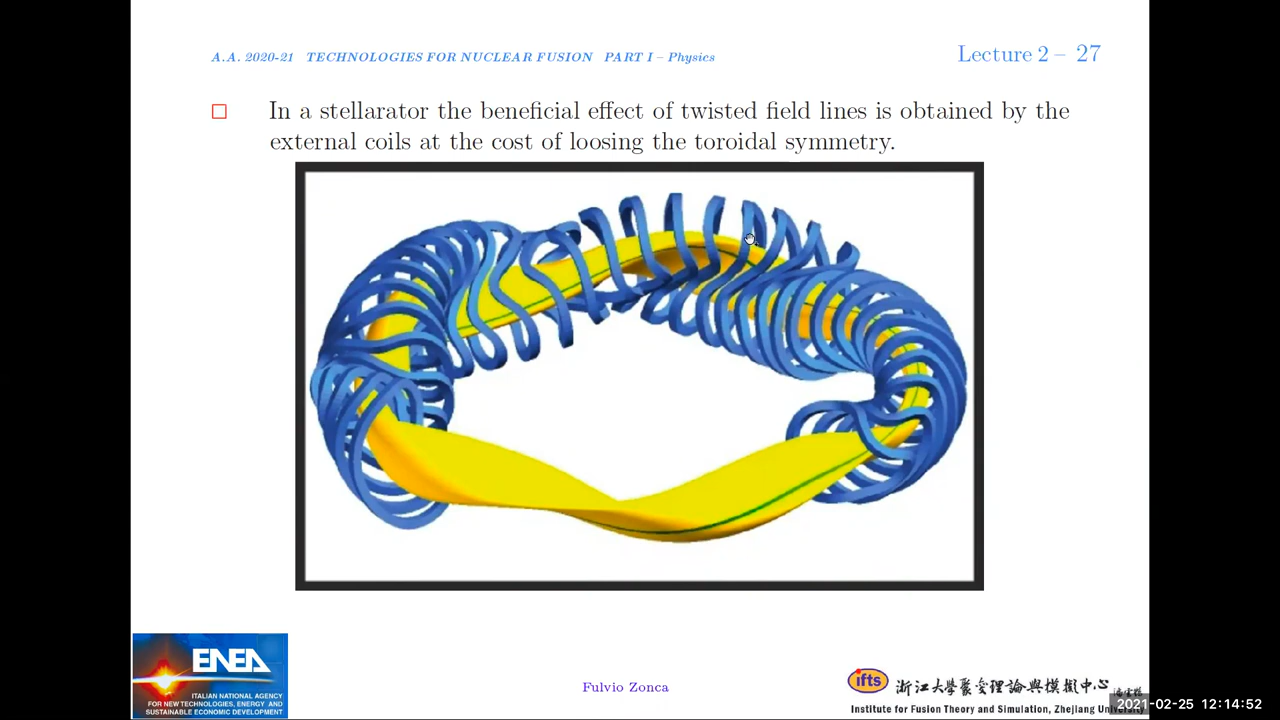 A.A. 2020-21 TECHNOLOGIES FOR NUCLEAR FUSION PART I – Physics
Lecture 2 – 27
In a stellarator the beneficial effect of twisted field lines is obtained by the
external coils at the cost of loosing the toroidal symmetry.
ENEA
ITALIAN NATIONAL AGENCY
FOR NEW TECHNOLOGIES, ENERGY AND
SUSTAINABLE ECONOMIC DEVELOPMENT
Fulvio Zonca
ifts
浙江大學聚变理論與模擬中心
Institute for Fusion Theory and Simulation, Zhejiang University
2021-02-25 12:14:52